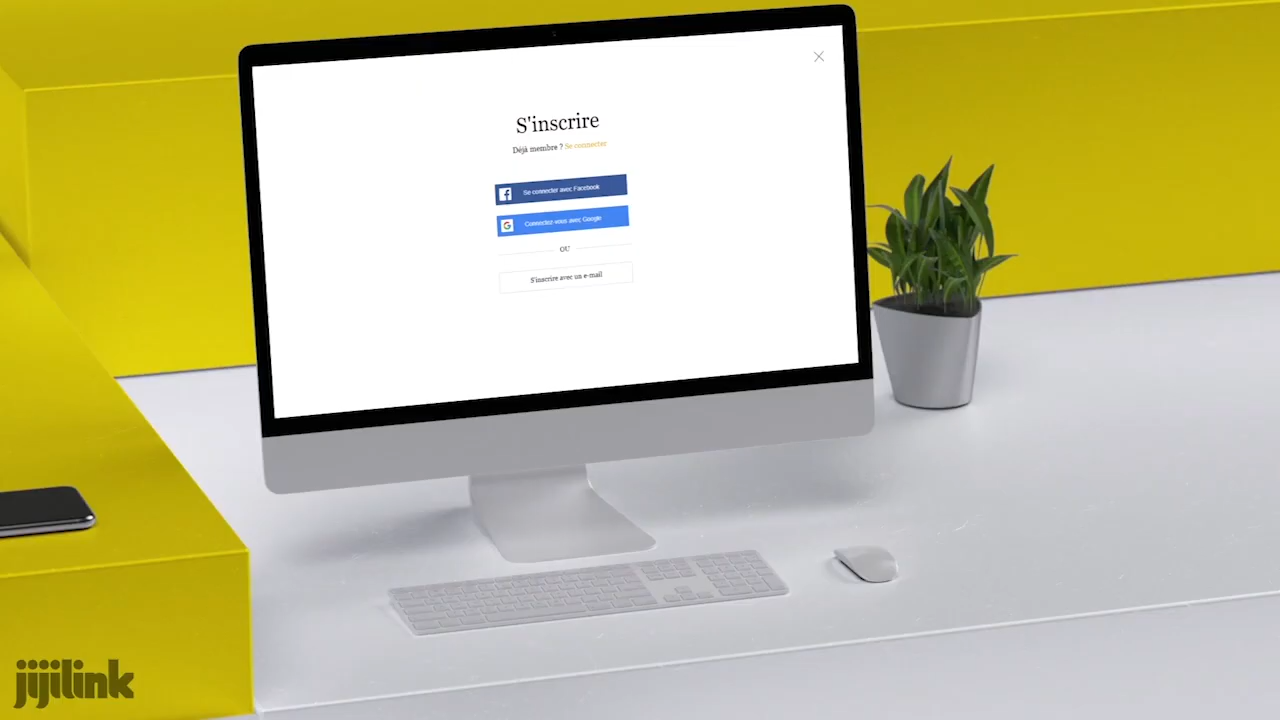 S'inscrire
Déjà membre ? Se connecter
Se connecter avec Facebook
Connectez-vous avec Google
OU
S'inscrire avec un e-mail
jijilink